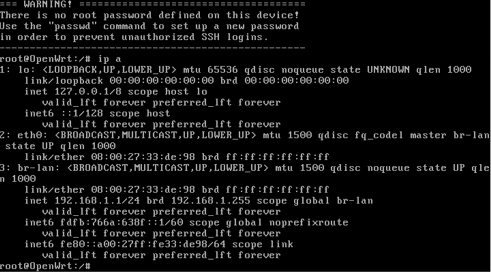 === WARNING! =====================================
There is no root password defined on this device!
Use the "passwd" command to set up a new password
in order to prevent unauthorized SSH logins.
--------------------------------------------------
root@OpenWrt:/# ip a
1: lo: <LOOPBACK,UP,LOWER_UP> mtu 65536 qdisc noqueue state UNKNOWN qlen 1000
    link/loopback 00:00:00:00:00:00 brd 00:00:00:00:00:00
    inet 127.0.0.1/8 scope host lo
       valid_lft forever preferred_lft forever
    inet6 ::1/128 scope host
       valid_lft forever preferred_lft forever
2: eth0: <BROADCAST,MULTICAST,UP,LOWER_UP> mtu 1500 qdisc fq_codel master br-lan
 state UP qlen 1000
    link/ether 08:00:27:33:de:98 brd ff:ff:ff:ff:ff:ff
3: br-lan: <BROADCAST,MULTICAST,UP,LOWER_UP> mtu 1500 qdisc noqueue state UP qle
n 1000
    link/ether 08:00:27:33:de:98 brd ff:ff:ff:ff:ff:ff
    inet 192.168.1.1/24 brd 192.168.1.255 scope global br-lan
       valid_lft forever preferred_lft forever
    inet6 fdfb:766a:638f::1/60 scope global noprefixroute
       valid_lft forever preferred_lft forever
    inet6 fe80::a00:27ff:fe33:de98/64 scope link
       valid_lft forever preferred_lft forever
root@OpenWrt:/#